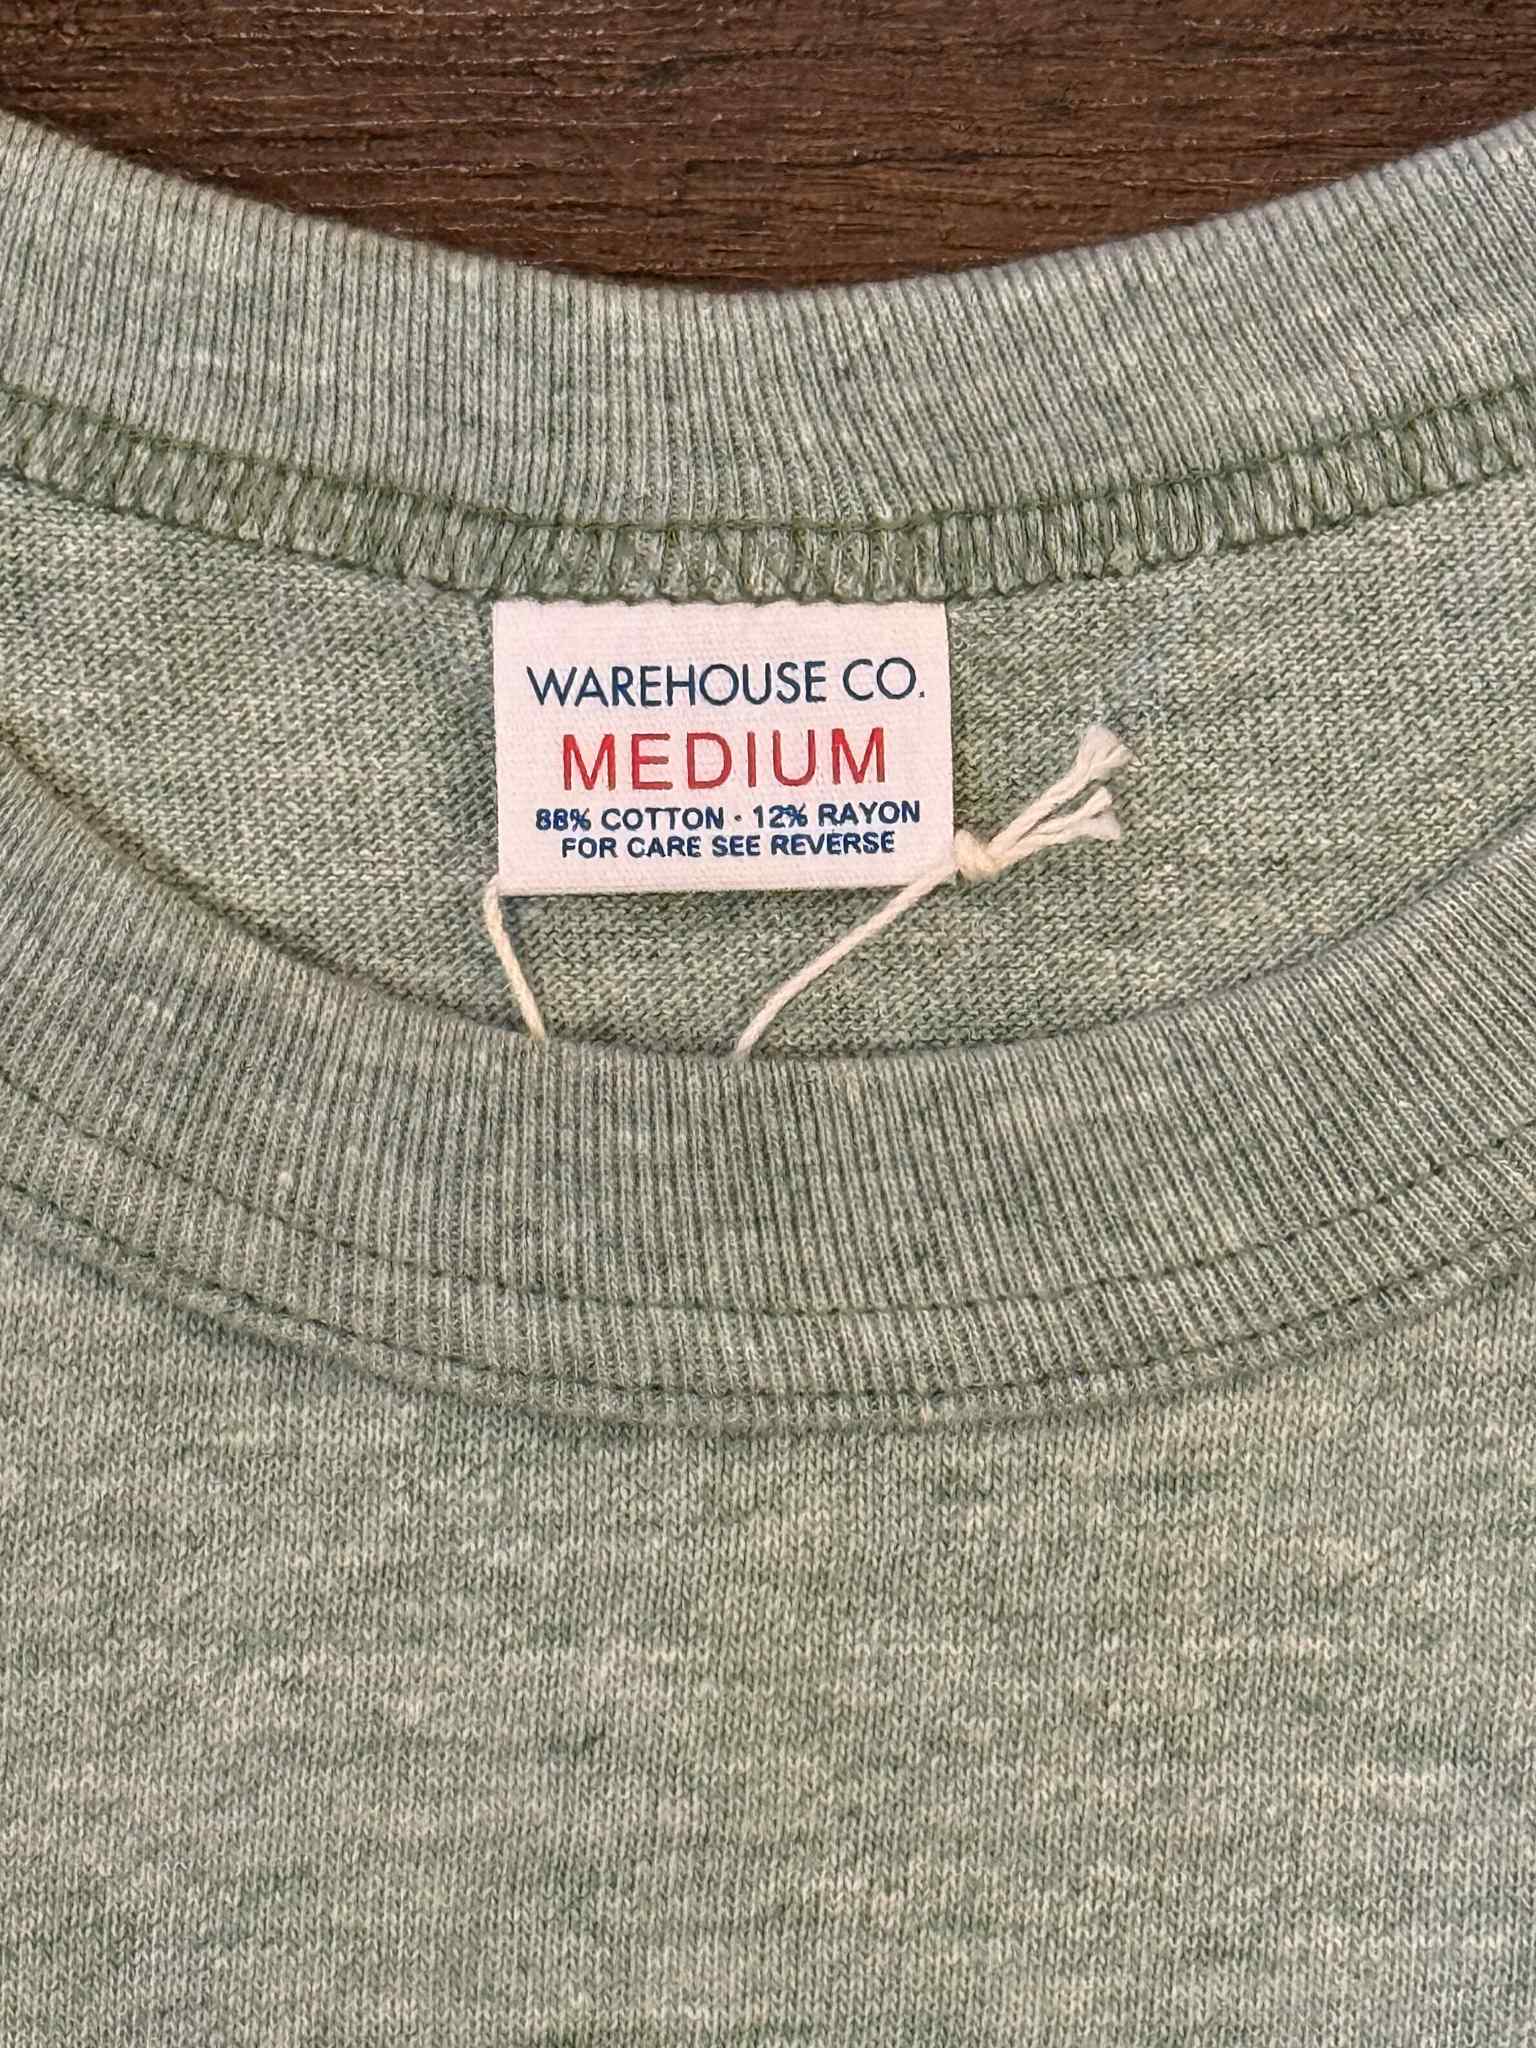 WAREHOUSE CO.
MEDIUM
88% COTTON · 12% RAYON
FOR CARE SEE REVERSE